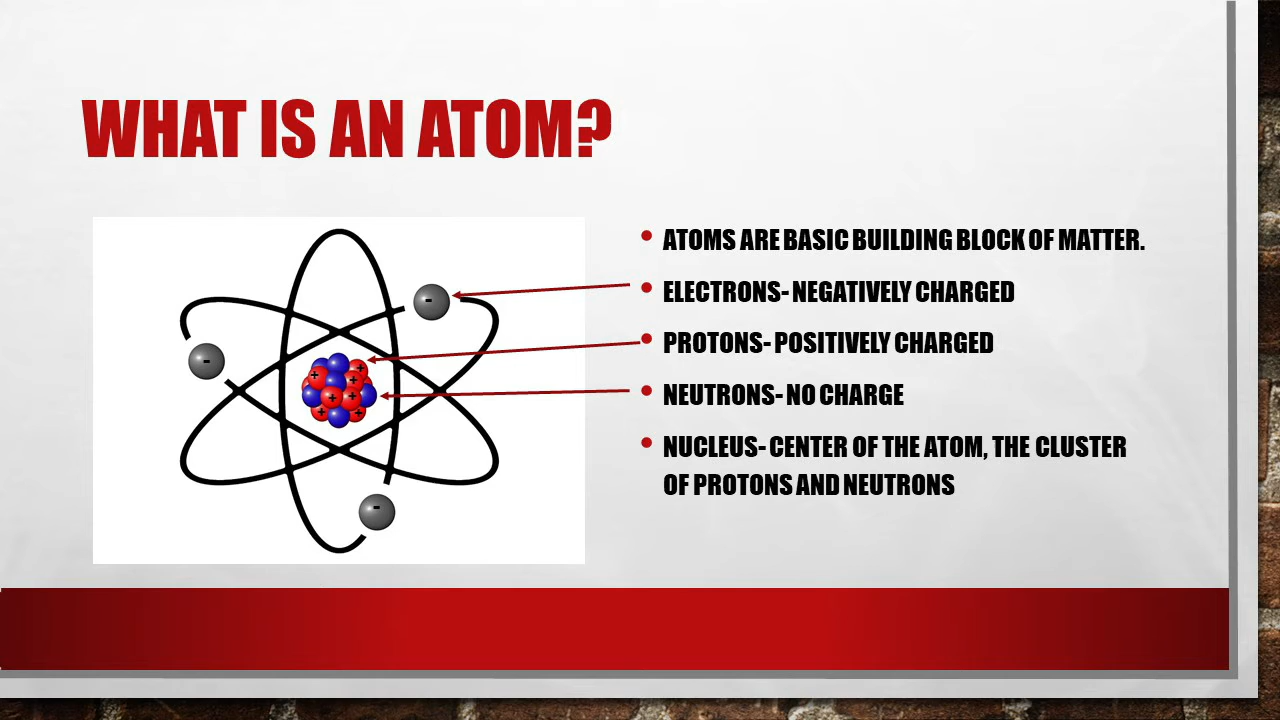 WHAT IS AN ATOM?
• ATOMS ARE BASIC BUILDING BLOCK OF MATTER.
• ELECTRONS- NEGATIVELY CHARGED
• PROTONS- POSITIVELY CHARGED
• NEUTRONS- NO CHARGE
• NUCLEUS- CENTER OF THE ATOM, THE CLUSTER
OF PROTONS AND NEUTRONS
-
-
+
+
+
+
+
+
+
-